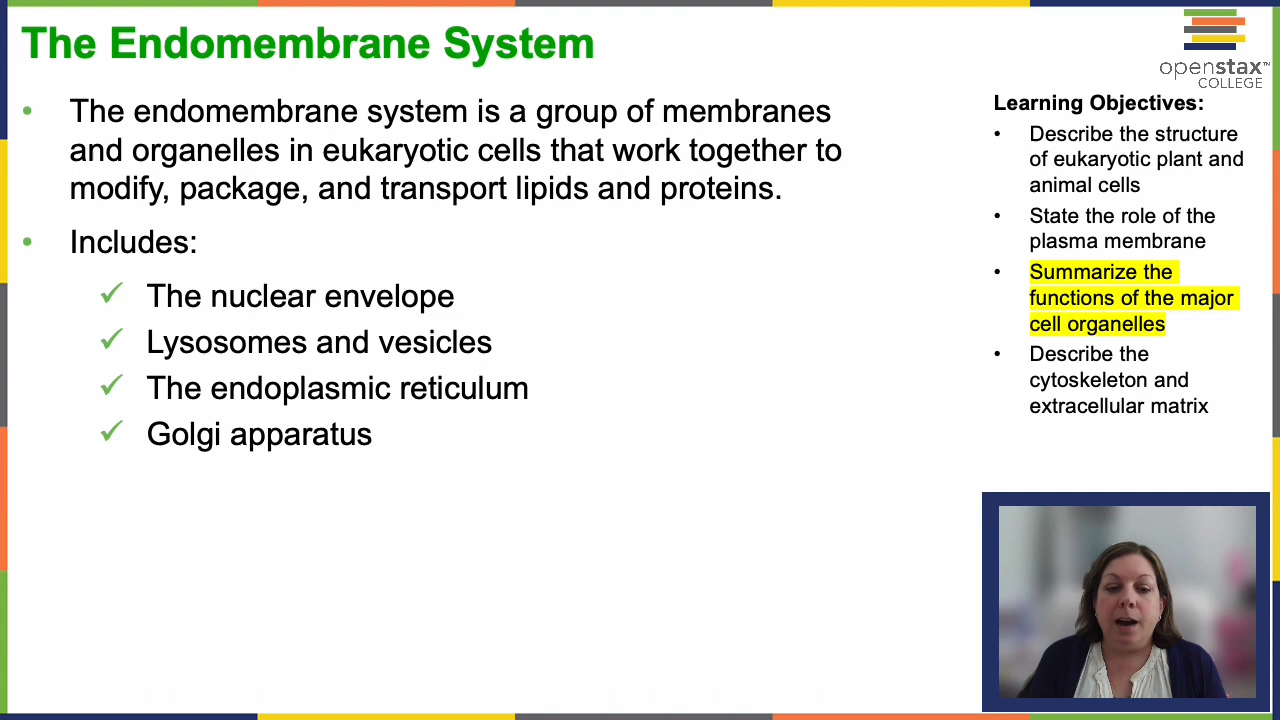 The Endomembrane System
• The endomembrane system is a group of membranes
and organelles in eukaryotic cells that work together to
modify, package, and transport lipids and proteins.
• Includes:
✓ The nuclear envelope
✓ Lysosomes and vesicles
✓ The endoplasmic reticulum
✓ Golgi apparatus
openstax™
COLLEGE
Learning Objectives:
• Describe the structure
of eukaryotic plant and
animal cells
• State the role of the
plasma membrane
• Summarize the
functions of the major
cell organelles
• Describe the
cytoskeleton and
extracellular matrix